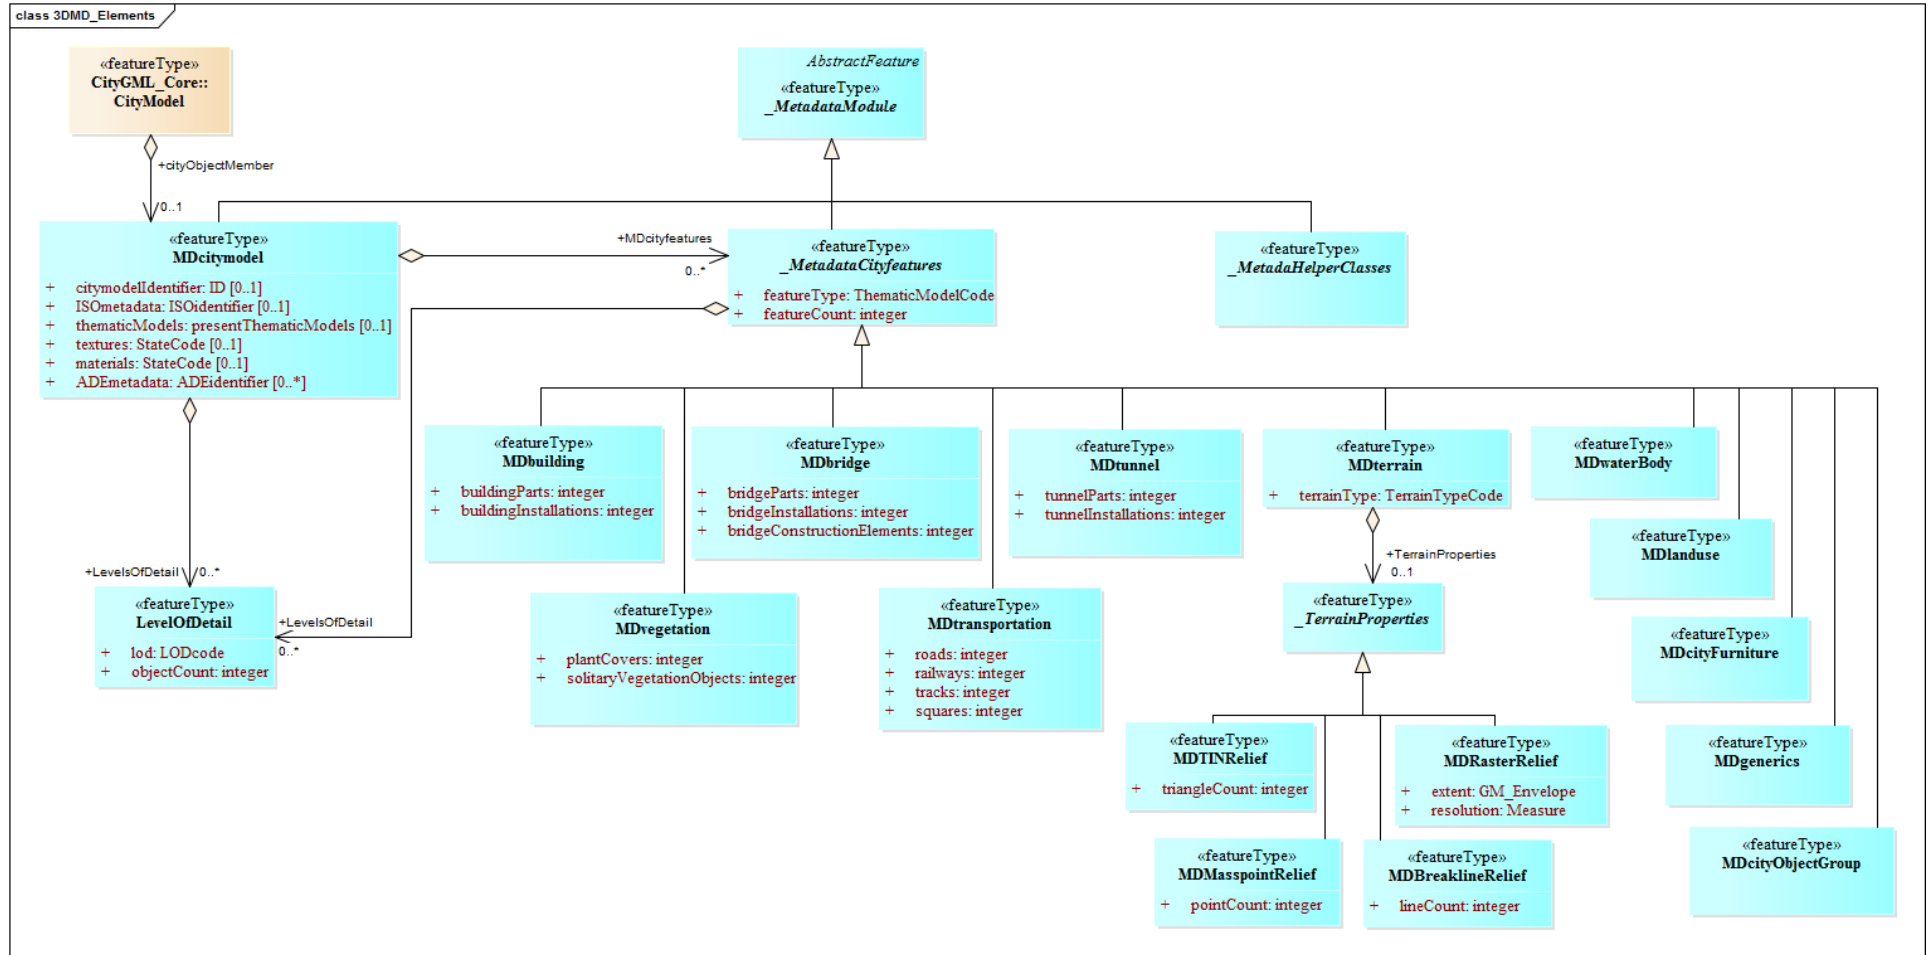 class 3DMD_Elements
«featureType»
CityGML_Core::
CityModel
+cityObjectMember
0..1
AbstractFeature
«featureType»
_MetadataModule
«featureType»
MDcitymodel
+ citymodelIdentifier: ID [0..1]
+ ISOmetadata: ISOidentifier [0..1]
+ thematicModels: presentThematicModels [0..1]
+ textures: StateCode [0..1]
+ materials: StateCode [0..1]
+ ADEmetadata: ADEidentifier [0..*]
+MDcityfeatures
0..*
«featureType»
_MetadataCityfeatures
+ featureType: ThematicModelCode
+ featureCount: integer
«featureType»
_MetadaHelperClasses
«featureType»
MDbuilding
+ buildingParts: integer
+ buildingInstallations: integer
«featureType»
MDbridge
+ bridgeParts: integer
+ bridgeInstallations: integer
+ bridgeConstructionElements: integer
«featureType»
MDtunnel
+ tunnelParts: integer
+ tunnelInstallations: integer
«featureType»
MDterrain
+ terrainType: TerrainTypeCode
«featureType»
MDwaterBody
«featureType»
MDlanduse
+TerrainProperties
0..1
+LevelsOfDetail
0..*
«featureType»
LevelOfDetail
+ lod: LODcode
+ objectCount: integer
+LevelsOfDetail
0..*
«featureType»
MDvegetation
+ plantCovers: integer
+ solitaryVegetationObjects: integer
«featureType»
MDtransportation
+ roads: integer
+ railways: integer
+ tracks: integer
+ squares: integer
«featureType»
_TerrainProperties
«featureType»
MDcityFurniture
«featureType»
MDTINRelief
+ triangleCount: integer
«featureType»
MDRasterRelief
+ extent: GM_Envelope
+ resolution: Measure
«featureType»
MDgenerics
«featureType»
MDMasspointRelief
+ pointCount: integer
«featureType»
MDBreaklineRelief
+ lineCount: integer
«featureType»
MDcityObjectGroup